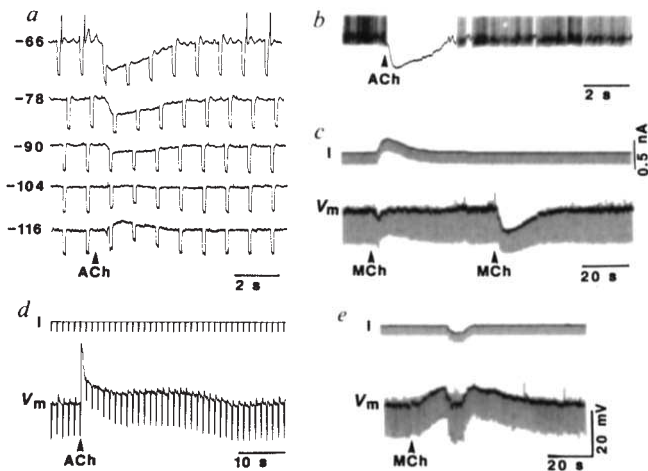 a
-66
-78
-90
-104
-116
ACh
2 s
b
ACh
2 s
c
I
0.5 nA
Vm
MCh
MCh
20 s
d
I
Vm
ACh
10 s
e
I
Vm
MCh
20 mV
20 s